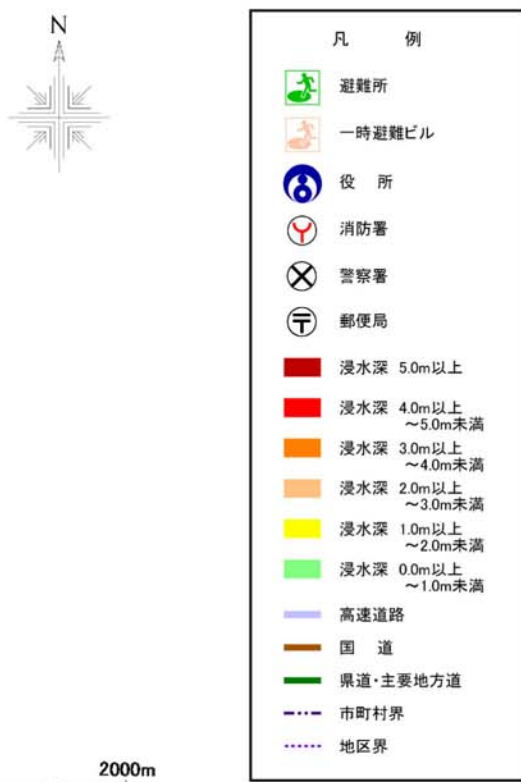 N
凡 例
避難所
一時避難ビル
役 所
消防署
警察署
郵便局
浸水深 5.0m以上
浸水深 4.0m以上
～5.0m未満
浸水深 3.0m以上
～4.0m未満
浸水深 2.0m以上
～3.0m未満
浸水深 1.0m以上
～2.0m未満
浸水深 0.0m以上
～1.0m未満
高速道路
国 道
県道・主要地方道
市町村界
地区界
2000m